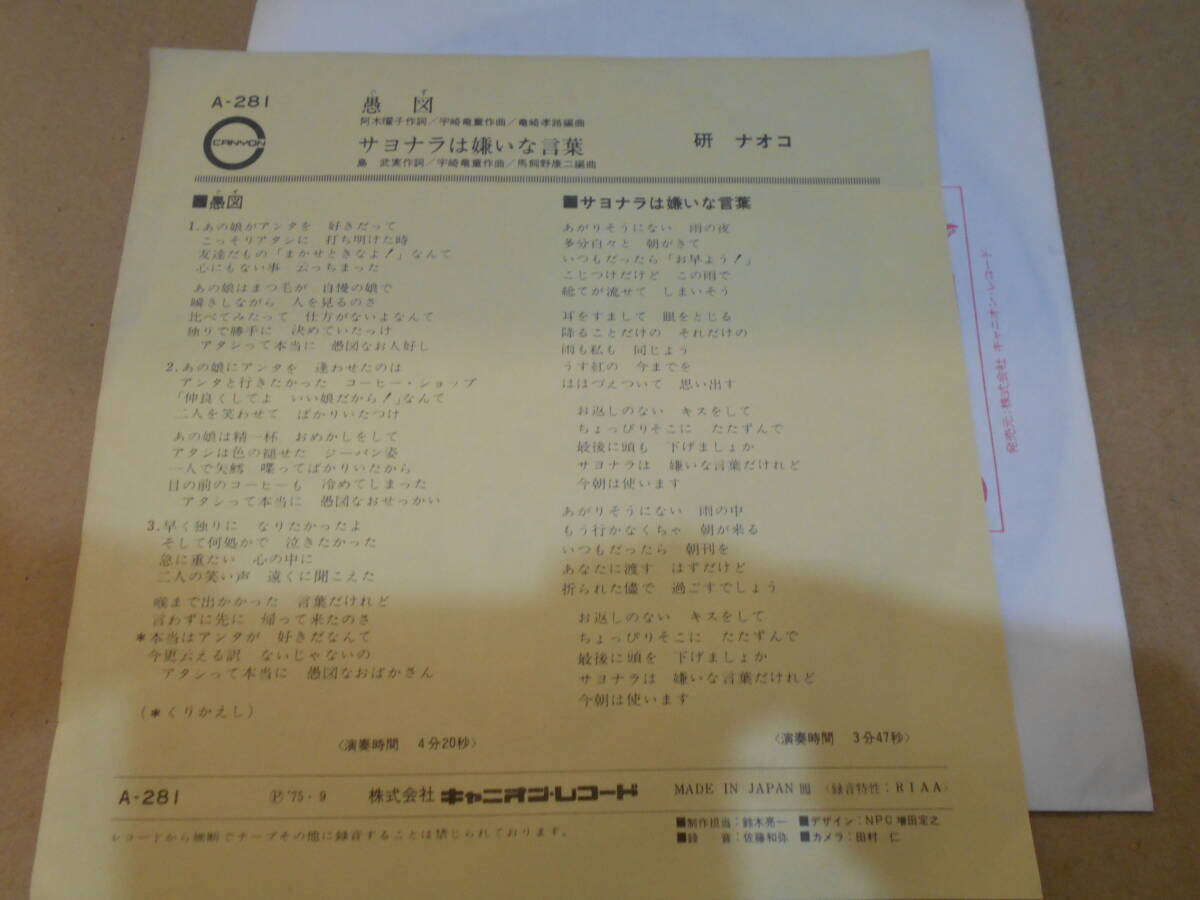 A-281
愚図
阿木燿子作詞/宇崎竜童作曲/竜崎孝路編曲
CANYON
サヨナラは嫌いな言葉
島 武実作詞/宇崎竜童作曲/馬飼野康二編曲
研 ナオコ
■愚図
1.あの娘がアンタを 好きだって
こっそりアタシに 打ち明けた時
友達だもの「まかせときなよ!」なんて
心にもない事 云っちまった
あの娘はまつ毛が 自慢の娘で
瞬きしながら 人を見るのさ
比べてみたって 仕方がないよなんて
独りで勝手に 決めていたっけ
アタシって本当に 愚図なお人好し
2.あの娘にアンタを 逢わせたのは
アンタと行きたかった コーヒー・ショップ
「仲良くしてよ いい娘だから!」なんて
二人を笑わせて ばかりいたつけ
あの娘は精一杯 おめかしをして
アタシは色の褪せた ジーパン姿
一人で矢鱈 喋ってばかりいたから
目の前のコーヒーも 冷めてしまった
アタシって本当に 愚図なおせっかい
3.早く独りに なりたかったよ
そして何処かで 泣きたかった
急に重たい 心の中に
二人の笑い声 遠くに聞こえた
喉まで出かかった 言葉だけれど
言わずに先に 帰って来たのさ
*本当はアンタが 好きだなんて
今更云える訳 ないじゃないの
アタシって本当に 愚図なおばかさん
(*くりかえし)
〈演奏時間 4分20秒〉
■サヨナラは嫌いな言葉
あがりそうにない 雨の夜
多分白々と 朝がきて
いつもだったら「お早よう!」
こじつけだけど この雨で
総てが流せて しまいそう
耳をすまして 眼をとじる
降ることだけの それだけの
雨も私も 同じよう
うす紅の 今までを
ほほづえついて 思い出す
お返しのない キスをして
ちょっぴりそこに たたずんで
最後に頭も 下げましょか
サヨナラは 嫌いな言葉だけれど
今朝は使います
あがりそうにない 雨の中
もう行かなくちゃ 朝が来る
いつもだったら 朝刊を
あなたに渡す はずだけど
折られた儘で 過ごすでしょう
お返しのない キスをして
ちょっぴりそこに たたずんで
最後に頭を 下げましょか
サヨナラは 嫌いな言葉だけれど
今朝は使います
〈演奏時間 3分47秒〉
A-281 Ⓟ'75・9 株式会社 キャニオン・レコード MADE IN JAPAN 〈録音特性:RIAA〉
レコードから無断でテープその他に録音することは禁じられております。
■制作担当:鈴木亮一 ■デザイン:NPC 増田定之
■録 音:佐藤和弥 ■カメラ:田村 仁
発売元:株式会社 キャニオン・レコード